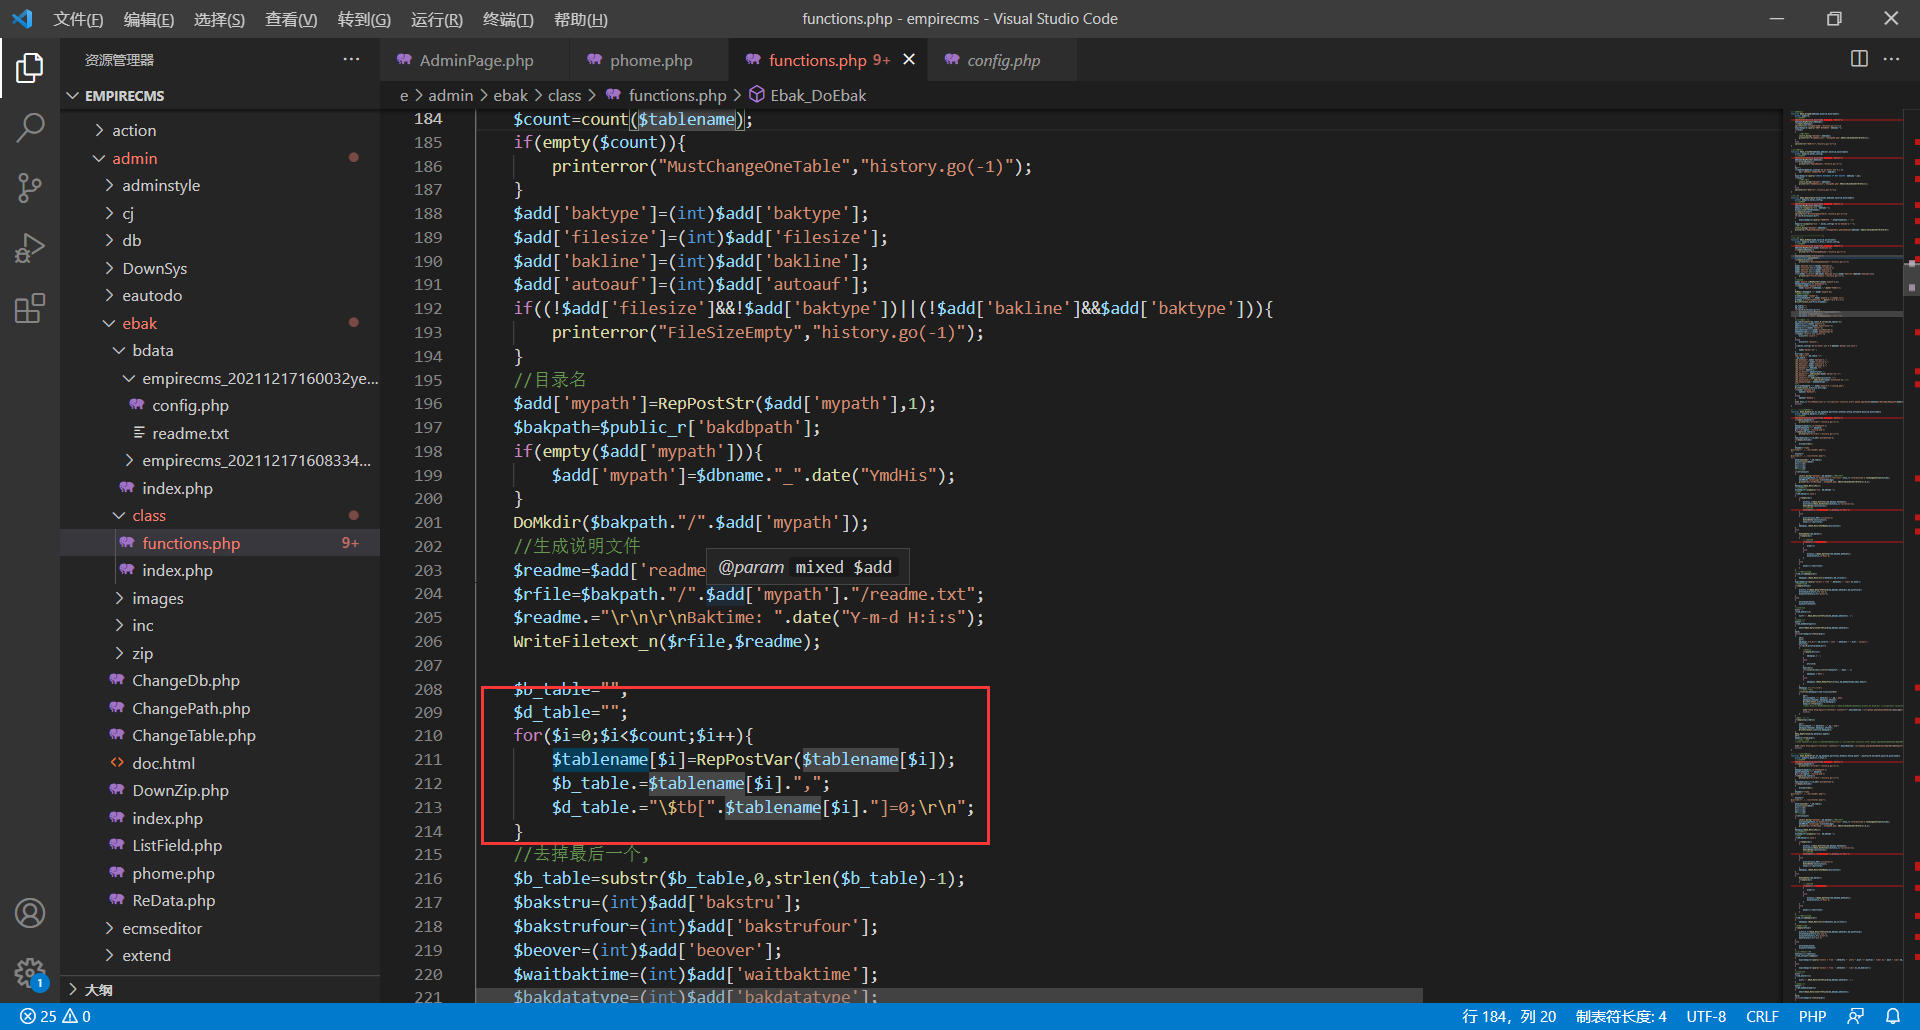 文件(F) 编辑(E) 选择(S) 查看(V) 转到(G) 运行(R) 终端(T) 帮助(H)
functions.php - empirecms - Visual Studio Code
资源管理器 ···
EMPIRECMS
action
admin
adminstyle
cj
db
DownSys
eautodo
ebak
bdata
empirecms_20211217160032ye...
config.php
readme.txt
empirecms_202112171608334...
index.php
class
functions.php 9+
index.php
images
inc
zip
ChangeDb.php
ChangePath.php
ChangeTable.php
doc.html
DownZip.php
index.php
ListField.php
phome.php
ReData.php
ecmseditor
extend
大纲
1
AdminPage.php phome.php functions.php 9+ config.php
e > admin > ebak > class > functions.php > Ebak_DoEbak
184 $count=count($tablename);
185 if(empty($count)){
186 printerror("MustChangeOneTable","history.go(-1)");
187 }
188 $add['baktype']=(int)$add['baktype'];
189 $add['filesize']=(int)$add['filesize'];
190 $add['bakline']=(int)$add['bakline'];
191 $add['autoauf']=(int)$add['autoauf'];
192 if((!$add['filesize']&&!$add['baktype'])||(!$add['bakline']&&$add['baktype'])){
193 printerror("FileSizeEmpty","history.go(-1)");
194 }
195 //目录名
196 $add['mypath']=RepPostStr($add['mypath'],1);
197 $bakpath=$public_r['bakdbpath'];
198 if(empty($add['mypath'])){
199 $add['mypath']=$dbname."_".date("YmdHis");
200 }
201 DoMkdir($bakpath."/".$add['mypath']);
202 //生成说明文件
203 $readme=$add['readme
@param mixed $add
204 $rfile=$bakpath."/".$add['mypath']."/readme.txt";
205 $readme.="\r\n\r\nBaktime: ".date("Y-m-d H:i:s");
206 WriteFiletext_n($rfile,$readme);
207
208 $b_table="";
209 $d_table="";
210 for($i=0;$i<$count;$i++){
211 $tablename[$i]=RepPostVar($tablename[$i]);
212 $b_table.=$tablename[$i].",";
213 $d_table.="\$tb[".$tablename[$i]."]=0;\r\n";
214 }
215 //去掉最后一个,
216 $b_table=substr($b_table,0,strlen($b_table)-1);
217 $bakstru=(int)$add['bakstru'];
218 $bakstrufour=(int)$add['bakstrufour'];
219 $beover=(int)$add['beover'];
220 $waitbaktime=(int)$add['waitbaktime'];
221 $bakdatatype=(int)$add['bakdatatype'];
25 0 行 184，列 20 制表符长度: 4 UTF-8 CRLF PHP